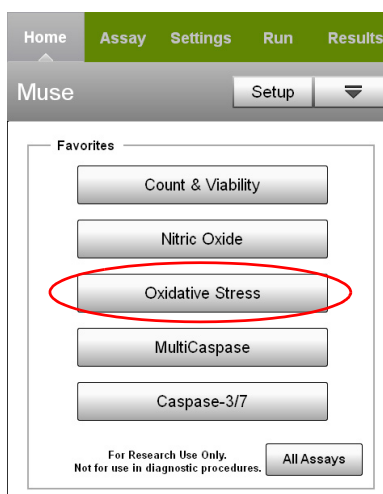 Home Assay Settings Run Results
Muse Setup
Favorites
Count & Viability
Nitric Oxide
Oxidative Stress
MultiCaspase
Caspase-3/7
For Research Use Only.
Not for use in diagnostic procedures.
All Assays